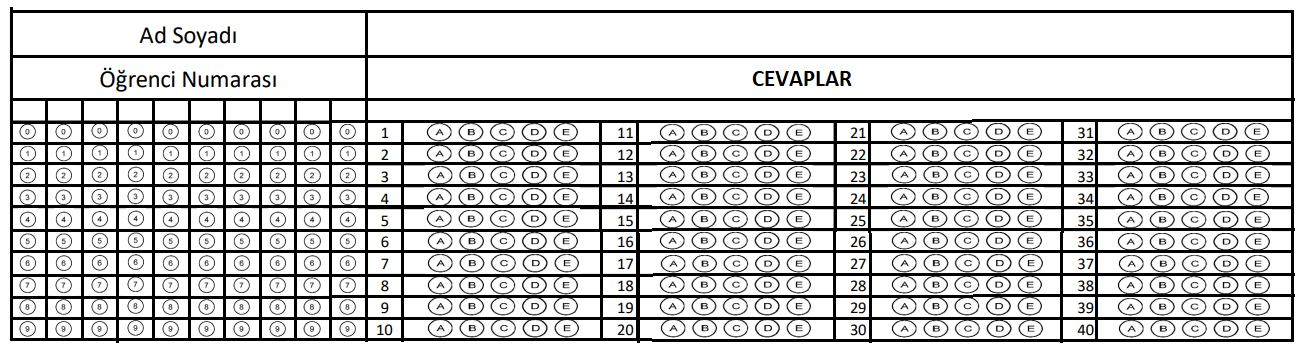 Ad Soyadı
Öğrenci Numarası CEVAPLAR
0 0 0 0 0 0 0 0 0 0 1 A B C D E 11 A B C D E 21 A B C D E 31 A B C D E
1 1 1 1 1 1 1 1 1 1 2 A B C D E 12 A B C D E 22 A B C D E 32 A B C D E
2 2 2 2 2 2 2 2 2 2 3 A B C D E 13 A B C D E 23 A B C D E 33 A B C D E
3 3 3 3 3 3 3 3 3 3 4 A B C D E 14 A B C D E 24 A B C D E 34 A B C D E
4 4 4 4 4 4 4 4 4 4 5 A B C D E 15 A B C D E 25 A B C D E 35 A B C D E
5 5 5 5 5 5 5 5 5 5 6 A B C D E 16 A B C D E 26 A B C D E 36 A B C D E
6 6 6 6 6 6 6 6 6 6 7 A B C D E 17 A B C D E 27 A B C D E 37 A B C D E
7 7 7 7 7 7 7 7 7 7 8 A B C D E 18 A B C D E 28 A B C D E 38 A B C D E
8 8 8 8 8 8 8 8 8 8 9 A B C D E 19 A B C D E 29 A B C D E 39 A B C D E
9 9 9 9 9 9 9 9 9 9 10 A B C D E 20 A B C D E 30 A B C D E 40 A B C D E